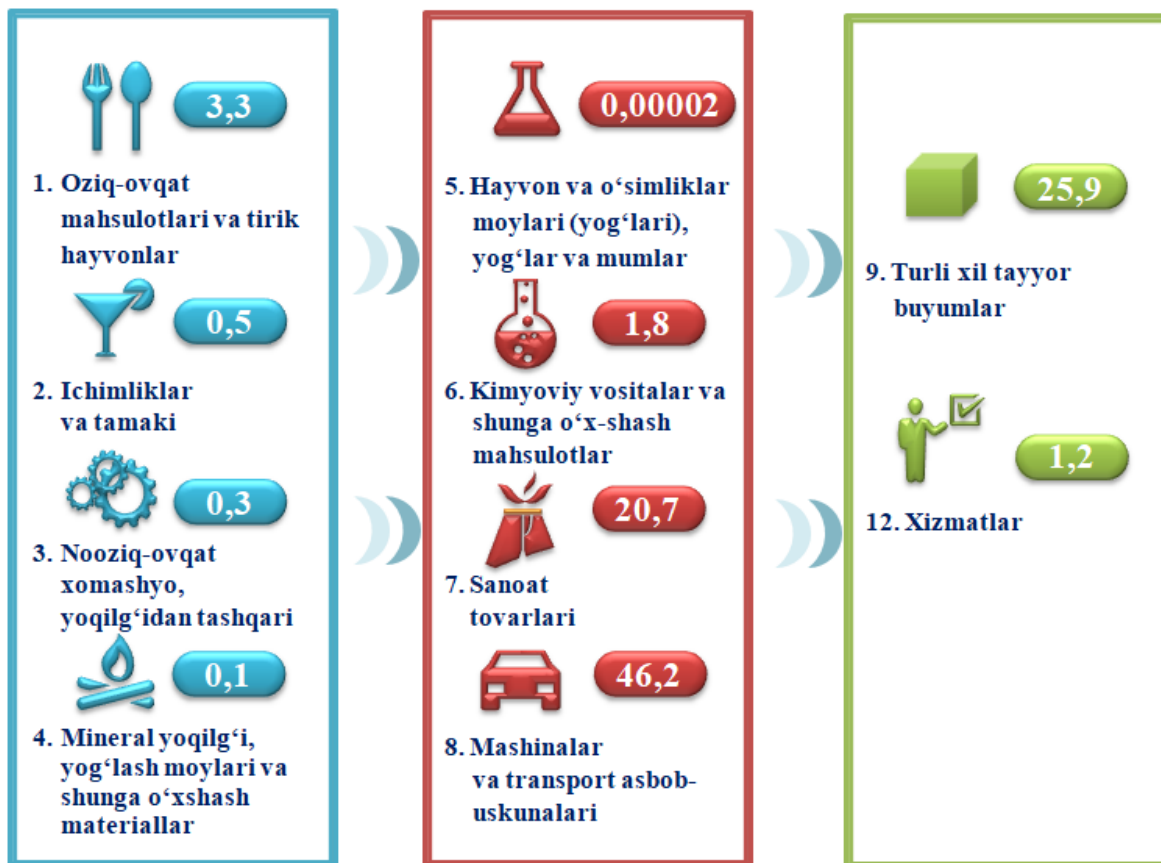 3,3
1. Oziq-ovqat
mahsulotlari va tirik
hayvonlar
0,5
2. Ichimliklar
va tamaki
0,3
3. Nooziq-ovqat
xomashyo,
yoqilg‘idan tashqari
0,1
4. Mineral yoqilg‘i,
yog‘lash moylari va
shunga o‘xshash
materiallar
0,00002
5. Hayvon va o‘simliklar
moylari (yog‘lari),
yog‘lar va mumlar
1,8
6. Kimyoviy vositalar va
shunga o‘x-shash
mahsulotlar
20,7
7. Sanoat
tovarlari
46,2
8. Mashinalar
va transport asbob-
uskunalari
25,9
9. Turli xil tayyor
buyumlar
1,2
12. Xizmatlar